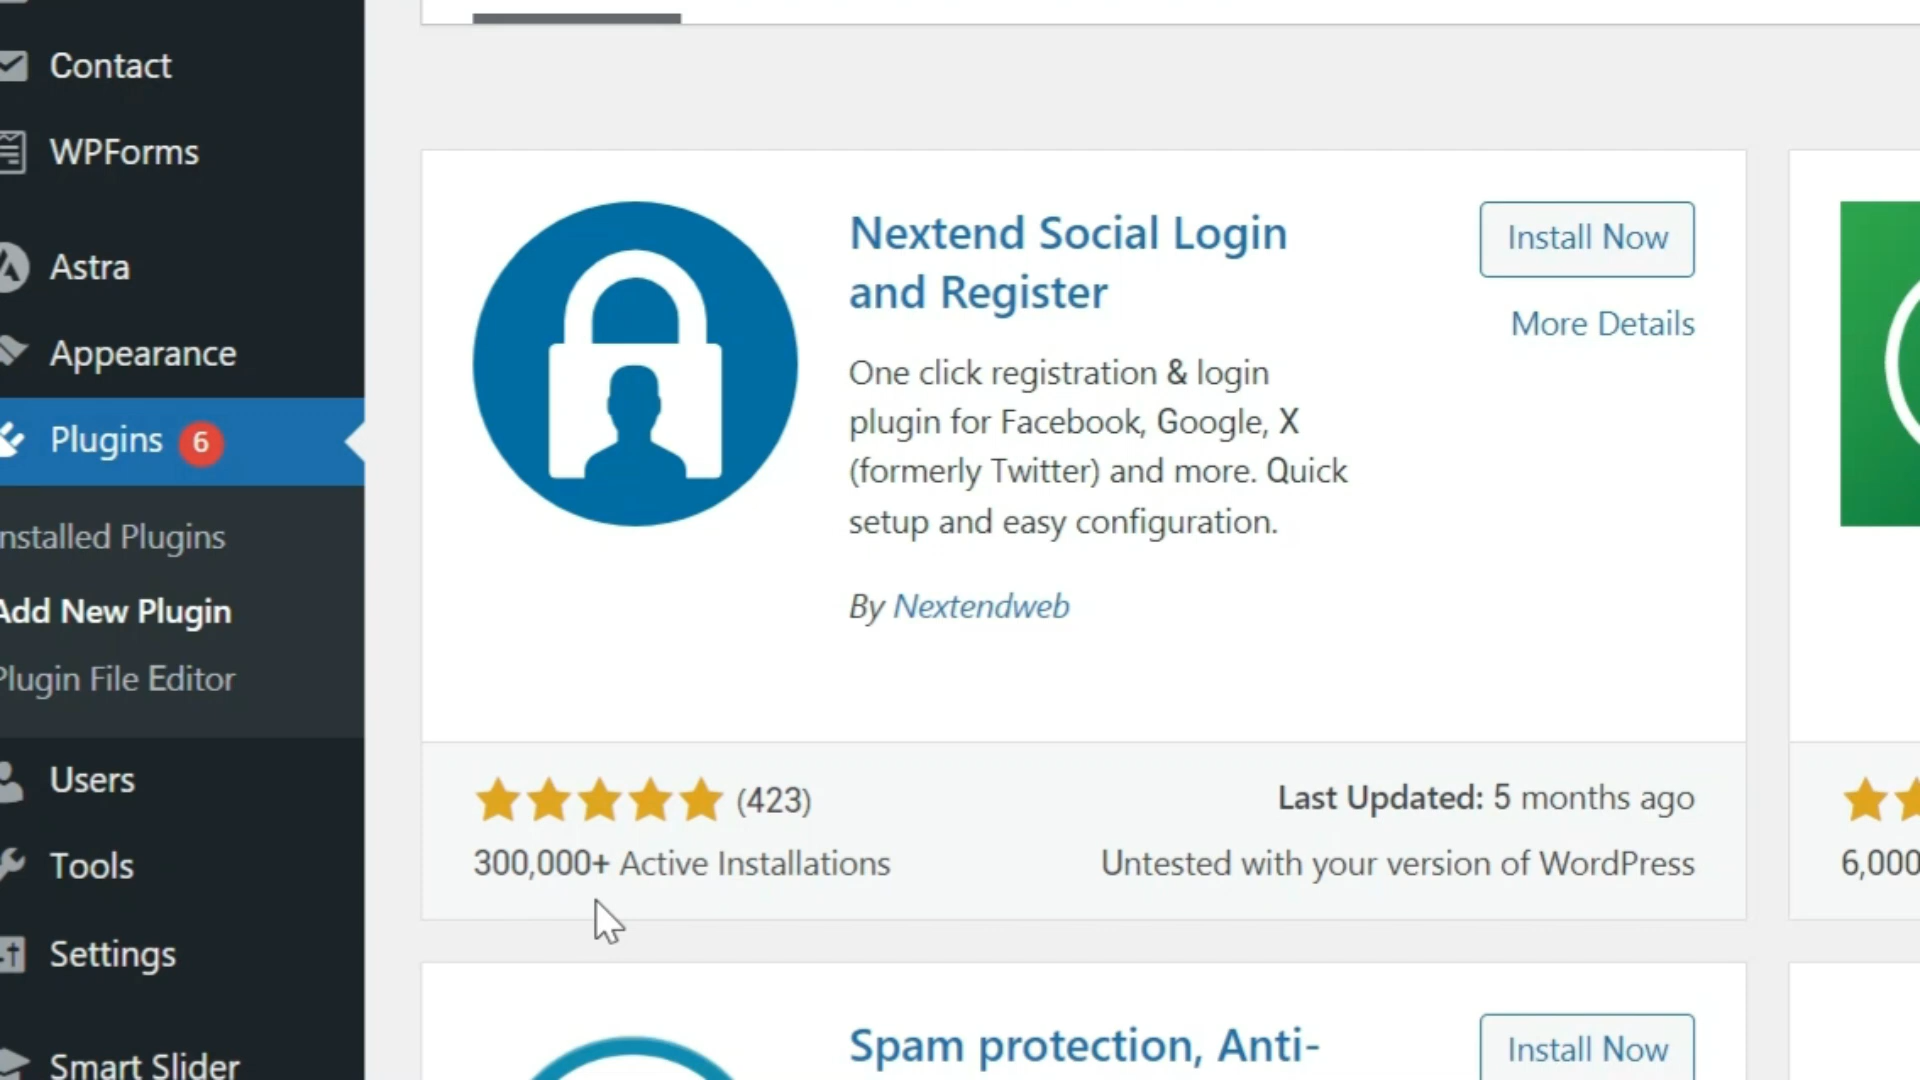 Contact
WPForms
Astra
Appearance
Plugins 6
nstalled Plugins
Add New Plugin
Plugin File Editor
Users
Tools
Settings
Smart Slider
Nextend Social Login
and Register
Install Now
More Details
One click registration & login
plugin for Facebook, Google, X
(formerly Twitter) and more. Quick
setup and easy configuration.
By Nextendweb
(423)
Last Updated: 5 months ago
300,000+ Active Installations
Untested with your version of WordPress
6,000
Spam protection, Anti-
Install Now